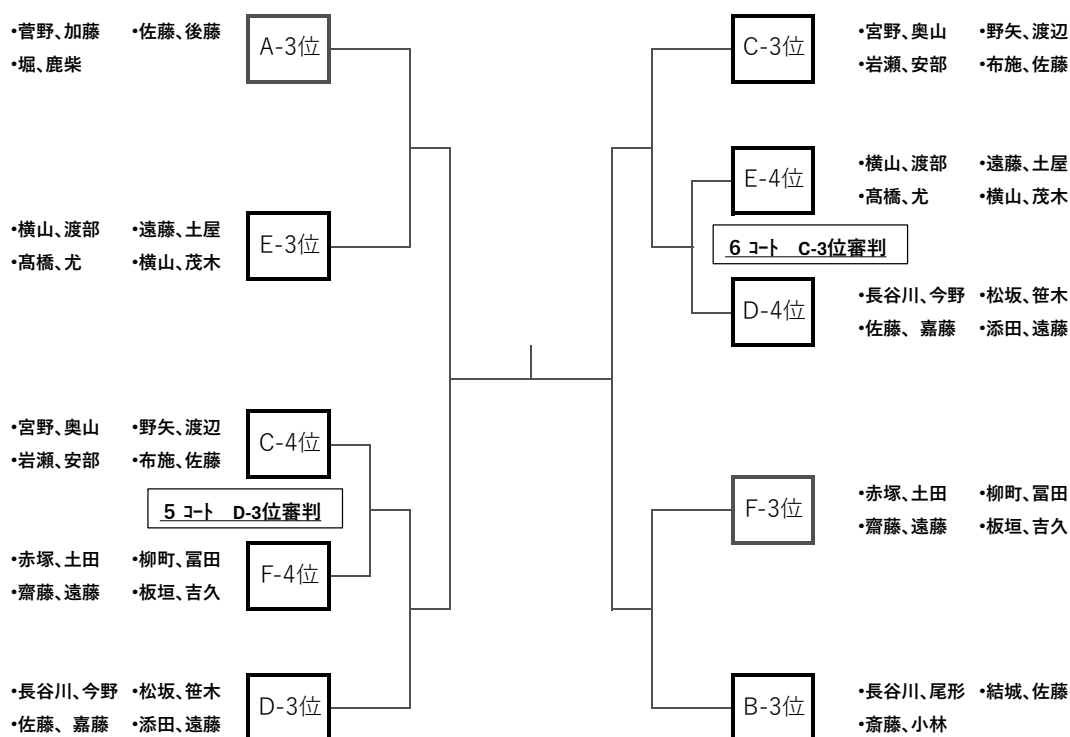 •菅野、加藤 •佐藤、後藤
•堀、鹿柴
A-3位
•横山、渡部 •遠藤、土屋
•髙橋、尤 •横山、茂木
E-3位
•宮野、奥山 •野矢、渡辺
•岩瀬、安部 •布施、佐藤
C-4位
5 ｺｰﾄ D-3位審判
•赤塚、土田 •柳町、冨田
•齋藤、遠藤 •板垣、吉久
F-4位
•長谷川、今野 •松坂、笹木
•佐藤、 嘉藤 •添田、遠藤
D-3位
C-3位
•宮野、奥山 •野矢、渡辺
•岩瀬、安部 •布施、佐藤
E-4位
•横山、渡部 •遠藤、土屋
•髙橋、尤 •横山、茂木
6 ｺｰﾄ C-3位審判
D-4位
•長谷川、今野 •松坂、笹木
•佐藤、 嘉藤 •添田、遠藤
F-3位
•赤塚、土田 •柳町、冨田
•齋藤、遠藤 •板垣、吉久
B-3位
•長谷川、尾形 •結城、佐藤
•斎藤、小林